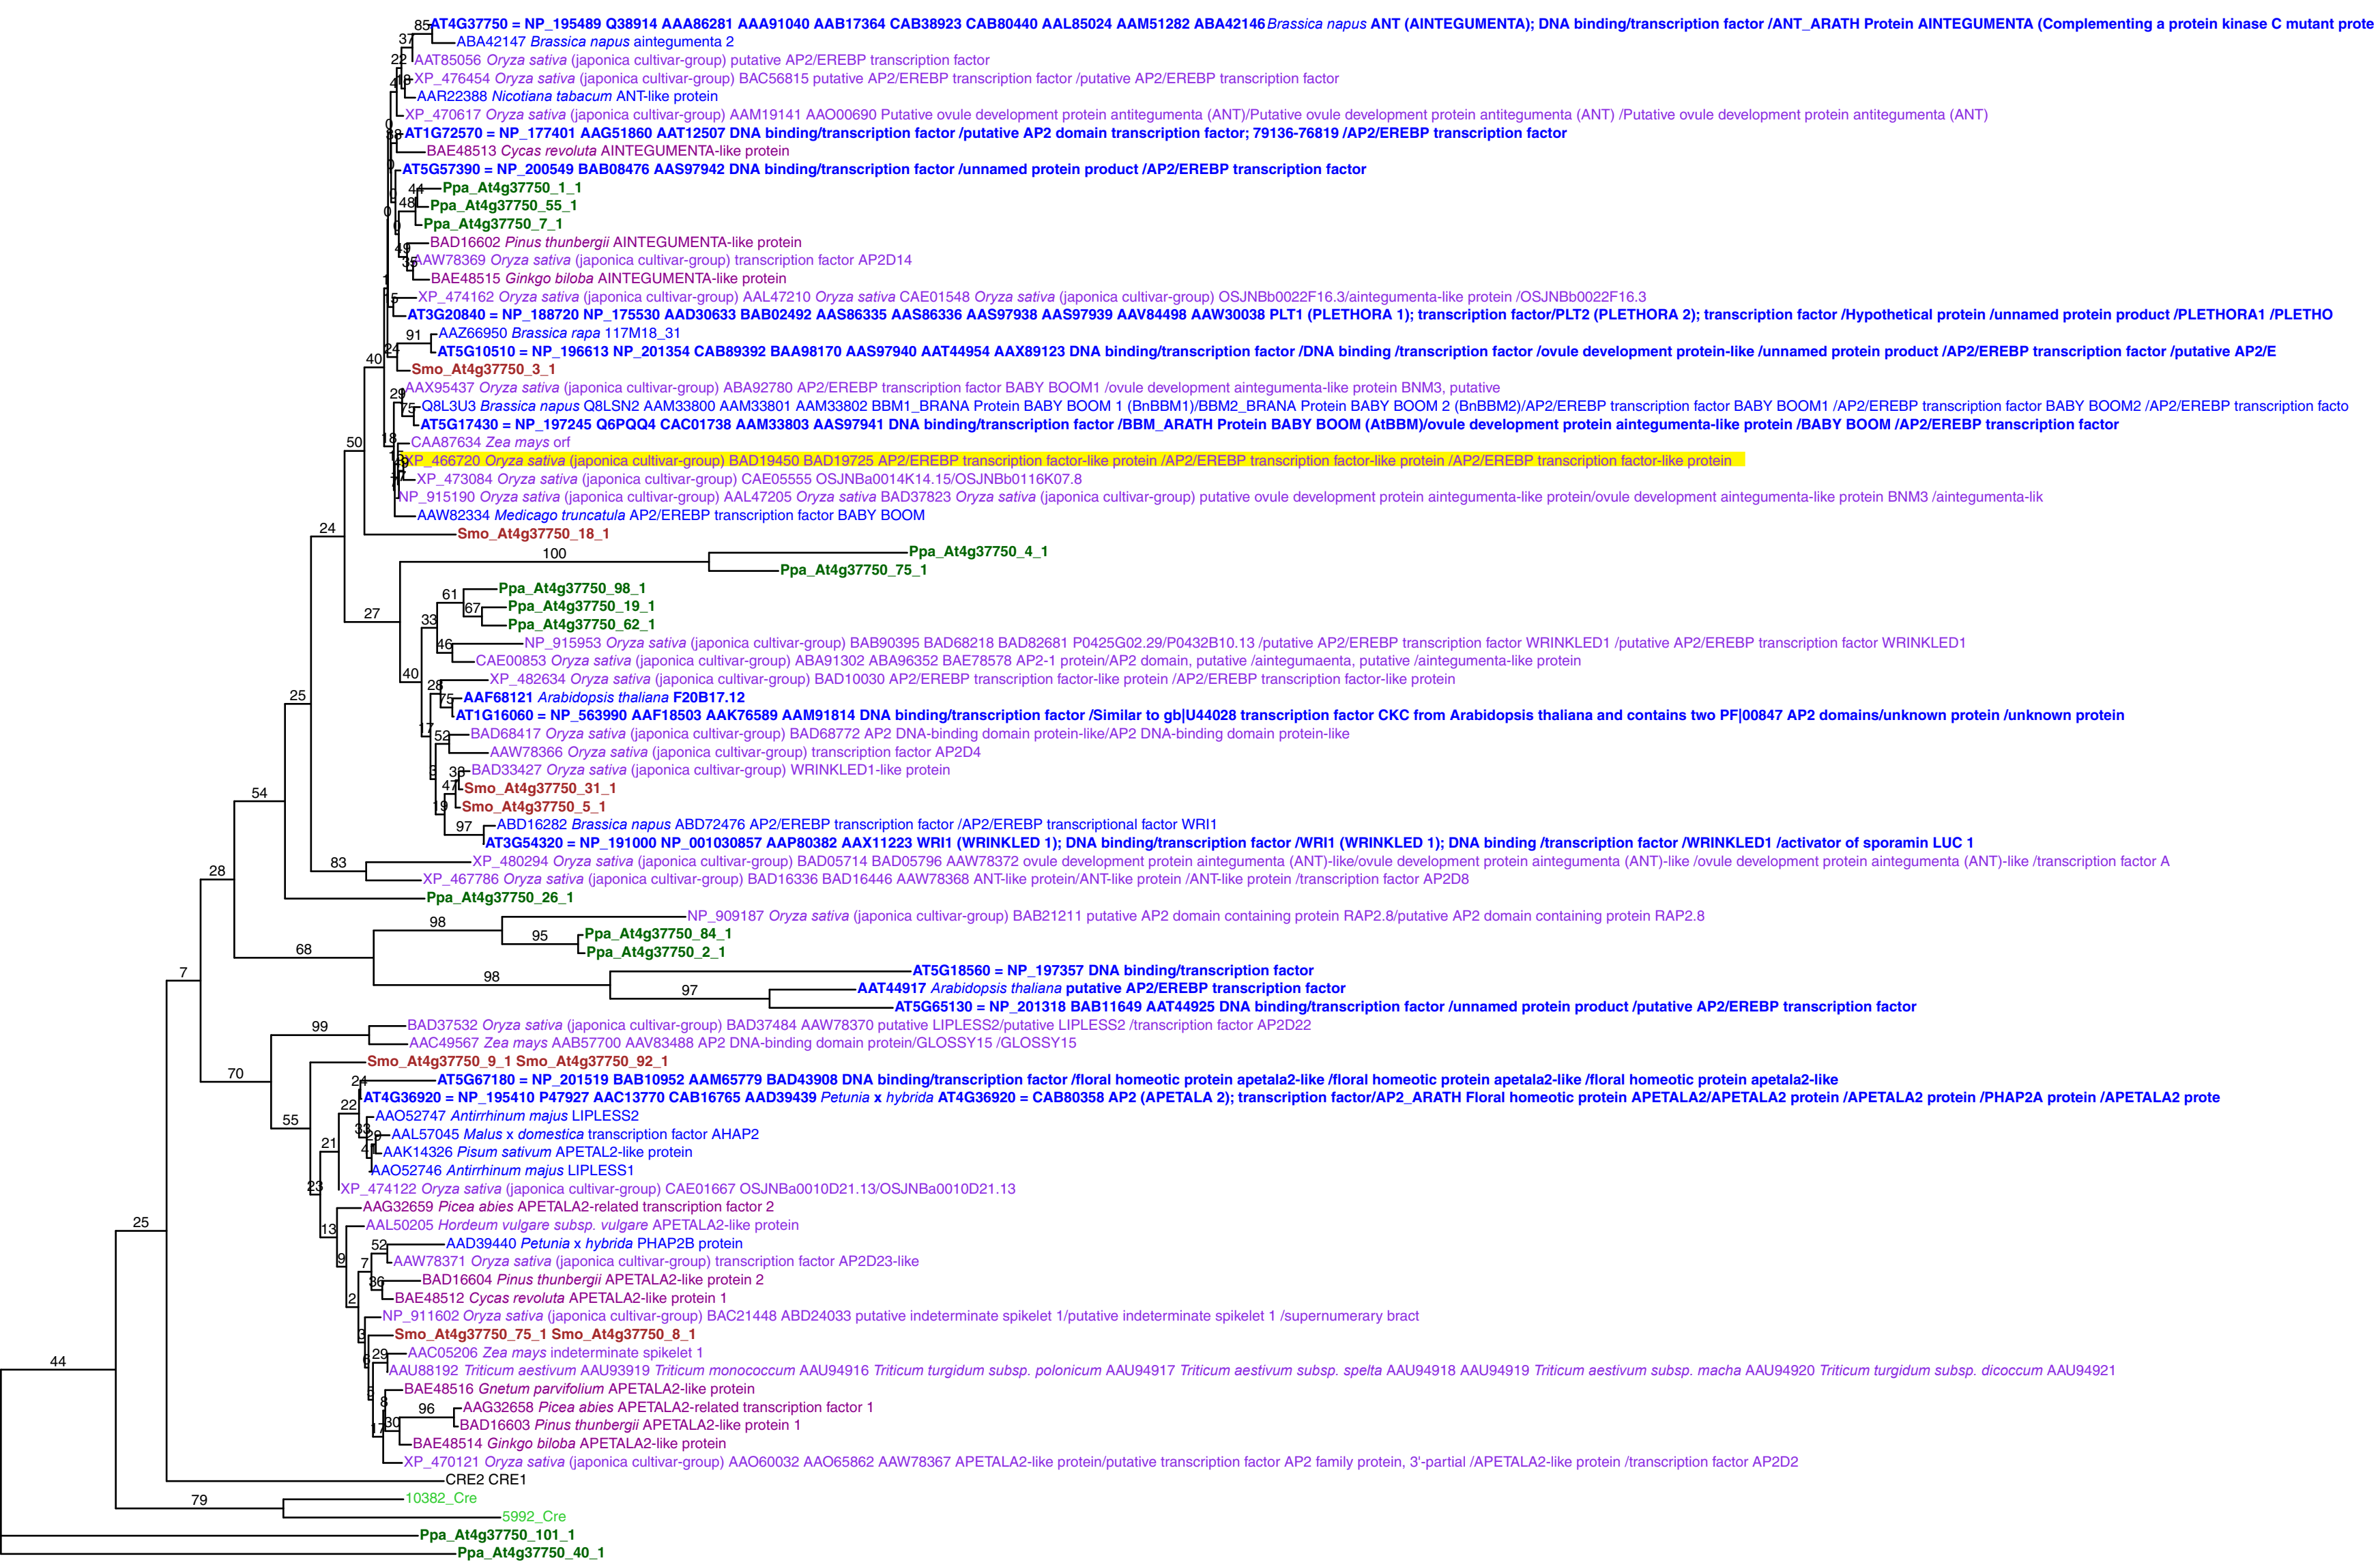 AT4G37750 = NP_195489 Q38914 AAA86281 AAA91040 AAB17364 CAB38923 CAB80440 AAL85024 AAM51282 ABA42146 Brassica napus ANT (AINTEGUMENTA); DNA binding/transcription factor /ANT_ARATH Protein AINTEGUMENTA (Complementing a protein kinase C mutant prote
85
37
ABA42147 Brassica napus aintegumenta 2
22
AAT85056 Oryza sativa (japonica cultivar-group) putative AP2/EREBP transcription factor
XP_476454 Oryza sativa (japonica cultivar-group) BAC56815 putative AP2/EREBP transcription factor /putative AP2/EREBP transcription factor
AAR22388 Nicotiana tabacum ANT-like protein
XP_470617 Oryza sativa (japonica cultivar-group) AAM19141 AAO00690 Putative ovule development protein antitegumenta (ANT)/Putative ovule development protein antitegumenta (ANT) /Putative ovule development protein antitegumenta (ANT)
0
AT1G72570 = NP_177401 AAG51860 AAT12507 DNA binding/transcription factor /putative AP2 domain transcription factor; 79136-76819 /AP2/EREBP transcription factor
BAE48513 Cycas revoluta AINTEGUMENTA-like protein
AT5G57390 = NP_200549 BAB08476 AAS97942 DNA binding/transcription factor /unnamed protein product /AP2/EREBP transcription factor
44 Ppa_At4g37750_1_1
48 Ppa_At4g37750_55_1
0
Ppa_At4g37750_7_1
BAD16602 Pinus thunbergii AINTEGUMENTA-like protein
49
AAW78369 Oryza sativa (japonica cultivar-group) transcription factor AP2D14
BAE48515 Ginkgo biloba AINTEGUMENTA-like protein
1
5
XP_474162 Oryza sativa (japonica cultivar-group) AAL47210 Oryza sativa CAE01548 Oryza sativa (japonica cultivar-group) OSJNBb0022F16.3/aintegumenta-like protein /OSJNBb0022F16.3
AT3G20840 = NP_188720 NP_175530 AAD30633 BAB02492 AAS86335 AAS86336 AAS97938 AAS97939 AAV84498 AAW30038 PLT1 (PLETHORA 1); transcription factor/PLT2 (PLETHORA 2); transcription factor /Hypothetical protein /unnamed protein product /PLETHORA1 /PLETHO
91 AAZ66950 Brassica rapa 117M18_31
24
AT5G10510 = NP_196613 NP_201354 CAB89392 BAA98170 AAS97940 AAT44954 AAX89123 DNA binding/transcription factor /DNA binding /transcription factor /ovule development protein-like /unnamed protein product /AP2/EREBP transcription factor /putative AP2/E
40
Smo_At4g37750_3_1
AAX95437 Oryza sativa (japonica cultivar-group) ABA92780 AP2/EREBP transcription factor BABY BOOM1 /ovule development aintegumenta-like protein BNM3, putative
29
75
Q8L3U3 Brassica napus Q8LSN2 AAM33800 AAM33801 AAM33802 BBM1_BRANA Protein BABY BOOM 1 (BnBBM1)/BBM2_BRANA Protein BABY BOOM 2 (BnBBM2)/AP2/EREBP transcription factor BABY BOOM1 /AP2/EREBP transcription factor BABY BOOM2 /AP2/EREBP transcription facto
AT5G17430 = NP_197245 Q6PQQ4 CAC01738 AAM33803 AAS97941 DNA binding/transcription factor /BBM_ARATH Protein BABY BOOM (AtBBM)/ovule development protein aintegumenta-like protein /BABY BOOM /AP2/EREBP transcription factor
50
18
CAA87634 Zea mays orf
XP_466720 Oryza sativa (japonica cultivar-group) BAD19450 BAD19725 AP2/EREBP transcription factor-like protein /AP2/EREBP transcription factor-like protein /AP2/EREBP transcription factor-like protein
XP_473084 Oryza sativa (japonica cultivar-group) CAE05555 OSJNBa0014K14.15/OSJNBb0116K07.8
NP_915190 Oryza sativa (japonica cultivar-group) AAL47205 Oryza sativa BAD37823 Oryza sativa (japonica cultivar-group) putative ovule development protein aintegumenta-like protein/ovule development aintegumenta-like protein BNM3 /aintegumenta-lik
AAW82334 Medicago truncatula AP2/EREBP transcription factor BABY BOOM
24
Smo_At4g37750_18_1
100 Ppa_At4g37750_4_1
Ppa_At4g37750_75_1
61 Ppa_At4g37750_98_1
67 Ppa_At4g37750_19_1
27
33
Ppa_At4g37750_62_1
46
NP_915953 Oryza sativa (japonica cultivar-group) BAB90395 BAD68218 BAD82681 P0425G02.29/P0432B10.13 /putative AP2/EREBP transcription factor WRINKLED1 /putative AP2/EREBP transcription factor WRINKLED1
CAE00853 Oryza sativa (japonica cultivar-group) ABA91302 ABA96352 BAE78578 AP2-1 protein/AP2 domain, putative /aintegumaenta, putative /aintegumenta-like protein
40
XP_482634 Oryza sativa (japonica cultivar-group) BAD10030 AP2/EREBP transcription factor-like protein /AP2/EREBP transcription factor-like protein
28
25
75
AAF68121 Arabidopsis thaliana F20B17.12
AT1G16060 = NP_563990 AAF18503 AAK76589 AAM91814 DNA binding/transcription factor /Similar to gb|U44028 transcription factor CKC from Arabidopsis thaliana and contains two PF|00847 AP2 domains/unknown protein /unknown protein
17
52
BAD68417 Oryza sativa (japonica cultivar-group) BAD68772 AP2 DNA-binding domain protein-like/AP2 DNA-binding domain protein-like
AAW78366 Oryza sativa (japonica cultivar-group) transcription factor AP2D4
3
BAD33427 Oryza sativa (japonica cultivar-group) WRINKLED1-like protein
47
Smo_At4g37750_31_1
54
19
Smo_At4g37750_5_1
97
ABD16282 Brassica napus ABD72476 AP2/EREBP transcription factor /AP2/EREBP transcriptional factor WRI1
AT3G54320 = NP_191000 NP_001030857 AAP80382 AAX11223 WRI1 (WRINKLED 1); DNA binding/transcription factor /WRI1 (WRINKLED 1); DNA binding /transcription factor /WRINKLED1 /activator of sporamin LUC 1
83
XP_480294 Oryza sativa (japonica cultivar-group) BAD05714 BAD05796 AAW78372 ovule development protein aintegumenta (ANT)-like/ovule development protein aintegumenta (ANT)-like /ovule development protein aintegumenta (ANT)-like /transcription factor A
28
XP_467786 Oryza sativa (japonica cultivar-group) BAD16336 BAD16446 AAW78368 ANT-like protein/ANT-like protein /ANT-like protein /transcription factor AP2D8
Ppa_At4g37750_26_1
98
NP_909187 Oryza sativa (japonica cultivar-group) BAB21211 putative AP2 domain containing protein RAP2.8/putative AP2 domain containing protein RAP2.8
95 Ppa_At4g37750_84_1
68
Ppa_At4g37750_2_1
7
98
AT5G18560 = NP_197357 DNA binding/transcription factor
97
AAT44917 Arabidopsis thaliana putative AP2/EREBP transcription factor
AT5G65130 = NP_201318 BAB11649 AAT44925 DNA binding/transcription factor /unnamed protein product /putative AP2/EREBP transcription factor
99
BAD37532 Oryza sativa (japonica cultivar-group) BAD37484 AAW78370 putative LIPLESS2/putative LIPLESS2 /transcription factor AP2D22
AAC49567 Zea mays AAB57700 AAV83488 AP2 DNA-binding domain protein/GLOSSY15 /GLOSSY15
Smo_At4g37750_9_1 Smo_At4g37750_92_1
70
24
AT5G67180 = NP_201519 BAB10952 AAM65779 BAD43908 DNA binding/transcription factor /floral homeotic protein apetala2-like /floral homeotic protein apetala2-like /floral homeotic protein apetala2-like
22
AT4G36920 = NP_195410 P47927 AAC13770 CAB16765 AAD39439 Petunia x hybrida AT4G36920 = CAB80358 AP2 (APETALA 2); transcription factor/AP2_ARATH Floral homeotic protein APETALA2/APETALA2 protein /APETALA2 protein /PHAP2A protein /APETALA2 prote
55
AAO52747 Antirrhinum majus LIPLESS2
33
AAL57045 Malus x domestica transcription factor AHAP2
21
AAK14326 Pisum sativum APETAL2-like protein
AAO52746 Antirrhinum majus LIPLESS1
23
XP_474122 Oryza sativa (japonica cultivar-group) CAE01667 OSJNBa0010D21.13/OSJNBa0010D21.13
AAG32659 Picea abies APETALA2-related transcription factor 2
25
13
AAL50205 Hordeum vulgare subsp. vulgare APETALA2-like protein
52
AAD39440 Petunia x hybrida PHAP2B protein
9
7
AAW78371 Oryza sativa (japonica cultivar-group) transcription factor AP2D23-like
36
BAD16604 Pinus thunbergii APETALA2-like protein 2
2
BAE48512 Cycas revoluta APETALA2-like protein 1
NP_911602 Oryza sativa (japonica cultivar-group) BAC21448 ABD24033 putative indeterminate spikelet 1/putative indeterminate spikelet 1 /supernumerary bract
3
Smo_At4g37750_75_1 Smo_At4g37750_8_1
44
29
AAC05206 Zea mays indeterminate spikelet 1
AAU88192 Triticum aestivum AAU93919 Triticum monococcum AAU94916 Triticum turgidum subsp. polonicum AAU94917 Triticum aestivum subsp. spelta AAU94918 AAU94919 Triticum aestivum subsp. macha AAU94920 Triticum turgidum subsp. dicoccum AAU94921
BAE48516 Gnetum parvifolium APETALA2-like protein
8
96
AAG32658 Picea abies APETALA2-related transcription factor 1
30
BAD16603 Pinus thunbergii APETALA2-like protein 1
17
BAE48514 Ginkgo biloba APETALA2-like protein
XP_470121 Oryza sativa (japonica cultivar-group) AAO60032 AAO65862 AAW78367 APETALA2-like protein/putative transcription factor AP2 family protein, 3'-partial /APETALA2-like protein /transcription factor AP2D2
CRE2 CRE1
79
10382_Cre
5992_Cre
Ppa_At4g37750_101_1
Ppa_At4g37750_40_1